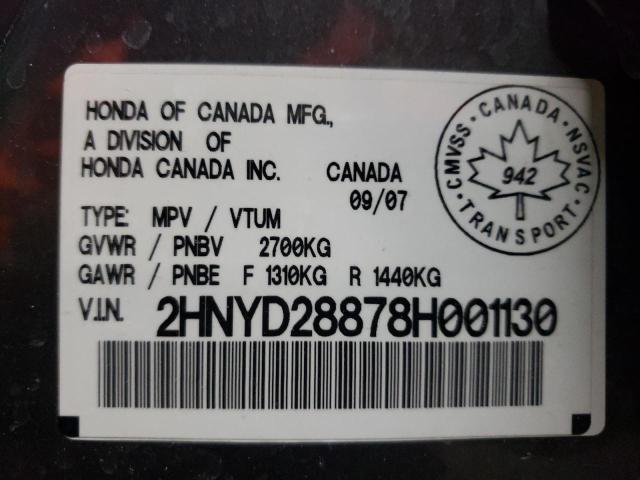 HONDA OF CANADA MFG.,
A DIVISION OF
HONDA CANADA INC. CANADA
09/07
TYPE: MPV / VTUM
GVWR / PNBV 2700KG
GAWR / PNBE F 1310KG R 1440KG
V.I.N. 2HNYD28878H001130
CMVSS · CANADA · NSVAC · TRANSPORT ·
942